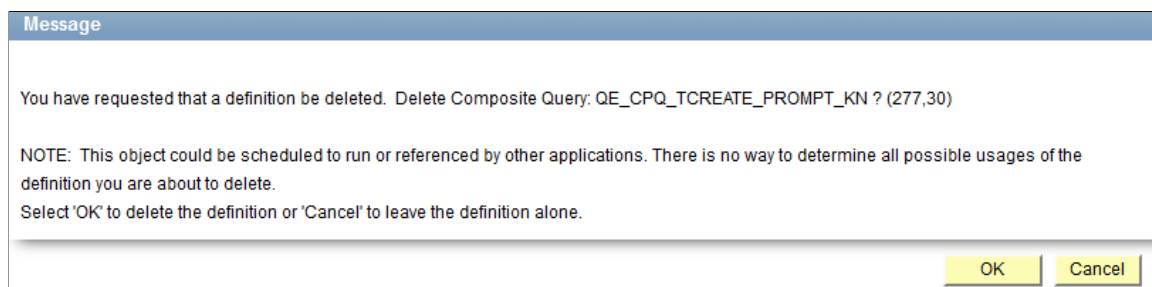 Message
You have requested that a definition be deleted.  Delete Composite Query: QE_CPQ_TCREATE_PROMPT_KN ? (277,30)
NOTE:  This object could be scheduled to run or referenced by other applications. There is no way to determine all possible usages of the
definition you are about to delete.
Select 'OK' to delete the definition or 'Cancel' to leave the definition alone.
OK Cancel